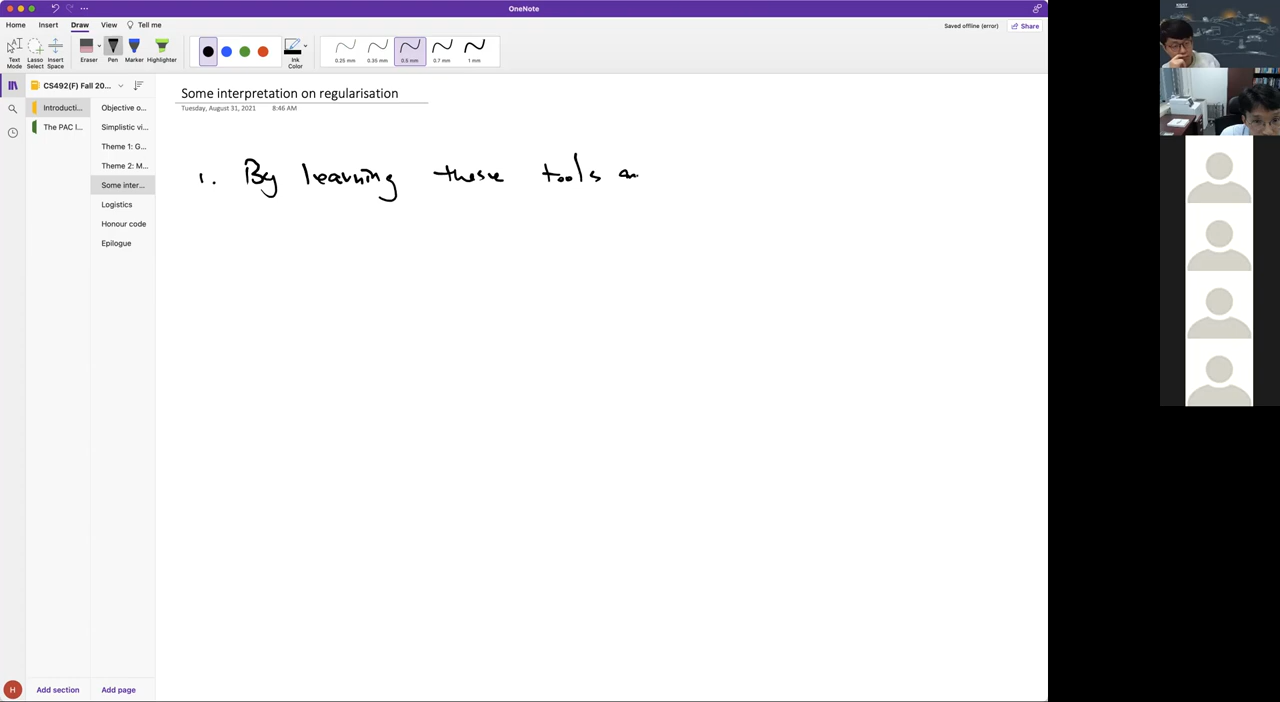 OneNote
Home Insert Draw View Tell me
Saved offline (error) Share
Text Mode
Lasso Select
Insert Space
Eraser
Pen
Marker
Highlighter
Ink Color
0.25 mm 0.35 mm 0.5 mm 0.7 mm 1 mm
CS492(F) Fall 20...
Introducti...
The PAC l...
Objective o...
Simplistic vi...
Theme 1: G...
Theme 2: M...
Some inter...
Logistics
Honour code
Epilogue
Some interpretation on regularisation
Tuesday, August 31, 2021 8:46 AM
1. By learning these tools an
H
Add section Add page
KAIST